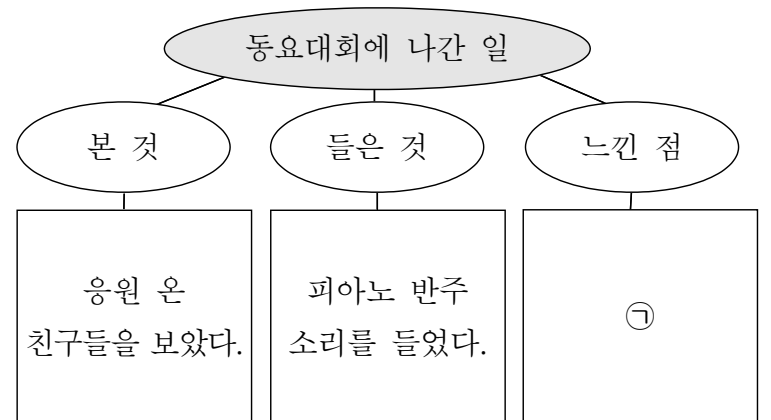 동요대회에 나간 일
본 것
들은 것
느낀 점
응원 온
친구들을 보았다.
피아노 반주
소리를 들었다.
㉠